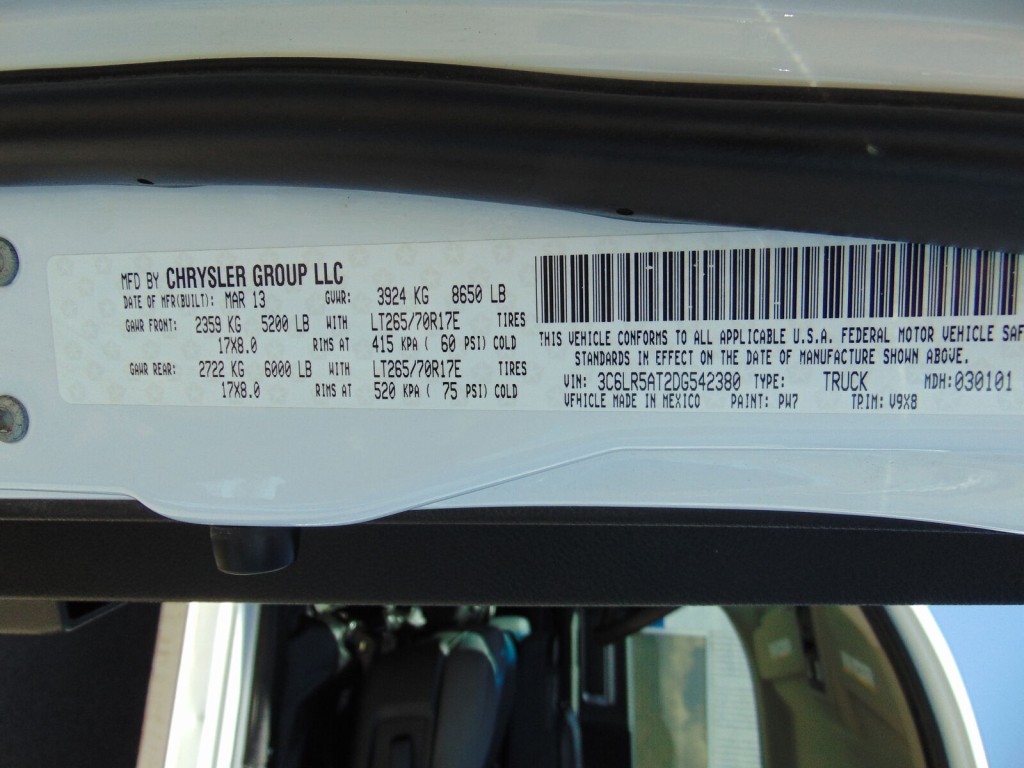 MFD BY CHRYSLER GROUP LLC
DATE OF MFR(BUILT): MAR 13 GVWR: 3924 KG 8650 LB
GAWR FRONT: 2359 KG 5200 LB WITH LT265/70R17E TIRES
17X8.0 RIMS AT 415 KPA ( 60 PSI) COLD
GAWR REAR: 2722 KG 6000 LB WITH LT265/70R17E TIRES
17X8.0 RIMS AT 520 KPA ( 75 PSI) COLD
THIS VEHICLE CONFORMS TO ALL APPLICABLE U.S.A. FEDERAL MOTOR VEHICLE SAF
STANDARDS IN EFFECT ON THE DATE OF MANUFACTURE SHOWN ABOVE.
VIN: 3C6LR5AT2DG542380 TYPE: TRUCK MDH: 030101
VEHICLE MADE IN MEXICO PAINT: PW7 TRIM: V9X8